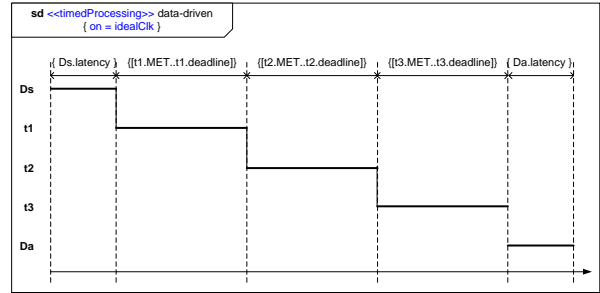 sd <<timedProcessing>> data-driven
{ on = idealClk }
{ Ds.latency } {[t1.MET..t1.deadline]} {[t2.MET..t2.deadline]} {[t3.MET..t3.deadline]} { Da.latency }
Ds
t1
t2
t3
Da